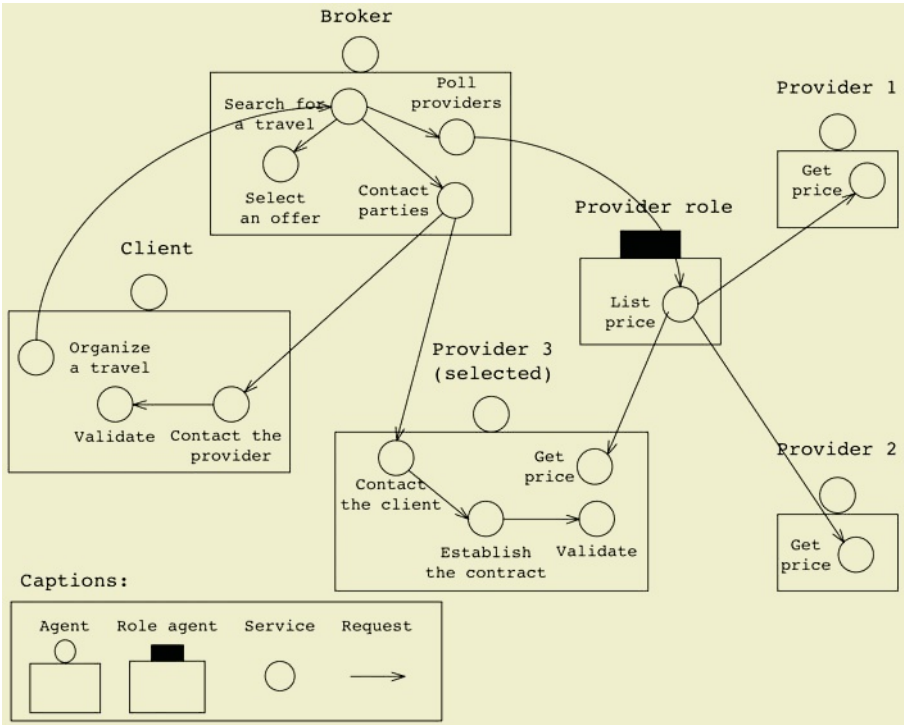 Broker
Poll
providers
Search for
a travel
Select
an offer
Contact
parties
Provider 1
Get
price
Provider role
List
price
Client
Organize
a travel
Validate
Contact the
provider
Provider 3
(selected)
Get
price
Contact
the client
Establish
the contract
Validate
Provider 2
Get
price
Captions:
Agent
Role agent
Service
Request